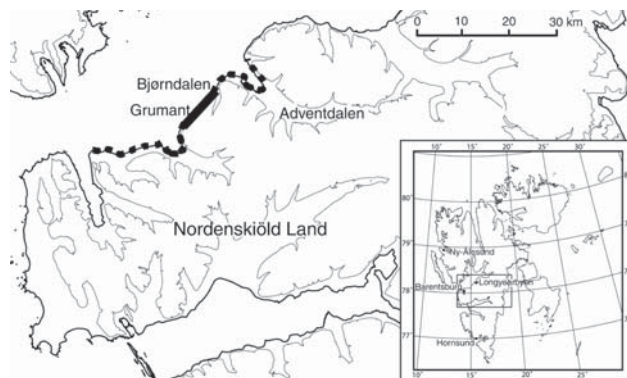 0 10 20 30 km
Bjørndalen
Grumant
Adventdalen
Nordenskiöld Land
10° 15° 20° 25° 30°
80°
79°
78°
77°
Ny-Ålesund
Longyearbyen
Barentsburg
Hornsund
10° 15° 20° 25°